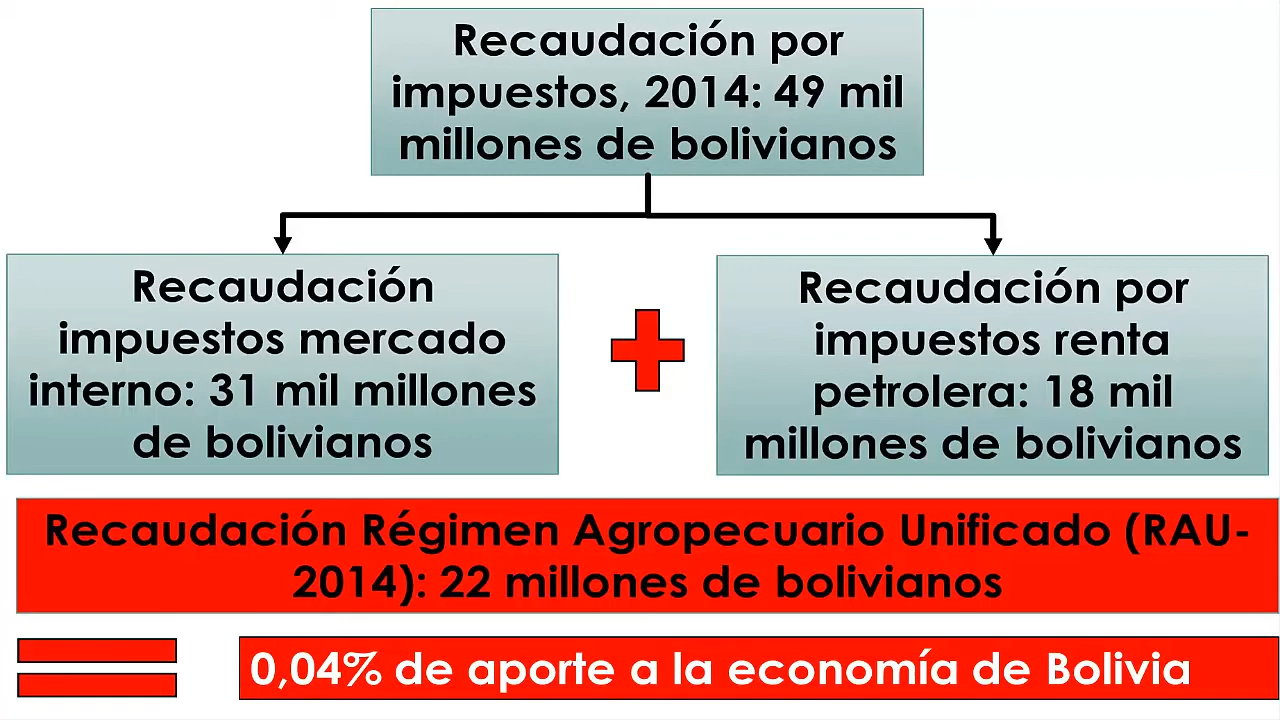 Recaudación por
impuestos, 2014: 49 mil
millones de bolivianos
Recaudación
impuestos mercado
interno: 31 mil millones
de bolivianos
Recaudación por
impuestos renta
petrolera: 18 mil
millones de bolivianos
Recaudación Régimen Agropecuario Unificado (RAU-
2014): 22 millones de bolivianos
0,04% de aporte a la economía de Bolivia